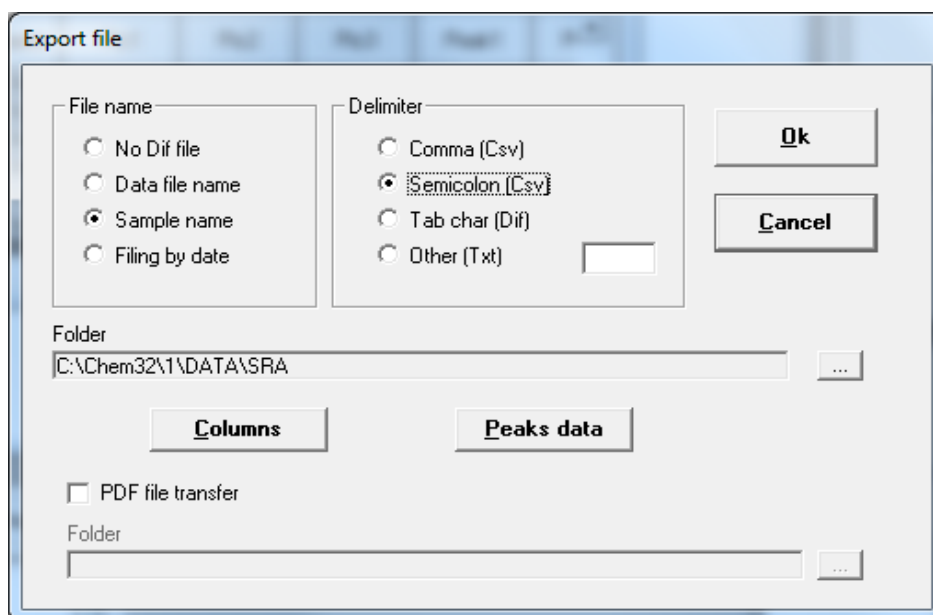 Export file
File name
No Dif file
Data file name
Sample name
Filing by date
Delimiter
Comma (Csv)
Semicolon (Csv)
Tab char (Dif)
Other (Txt)
Ok
Cancel
Folder
C:\Chem32\1\DATA\SRA
...
Columns
Peaks data
PDF file transfer
Folder
...